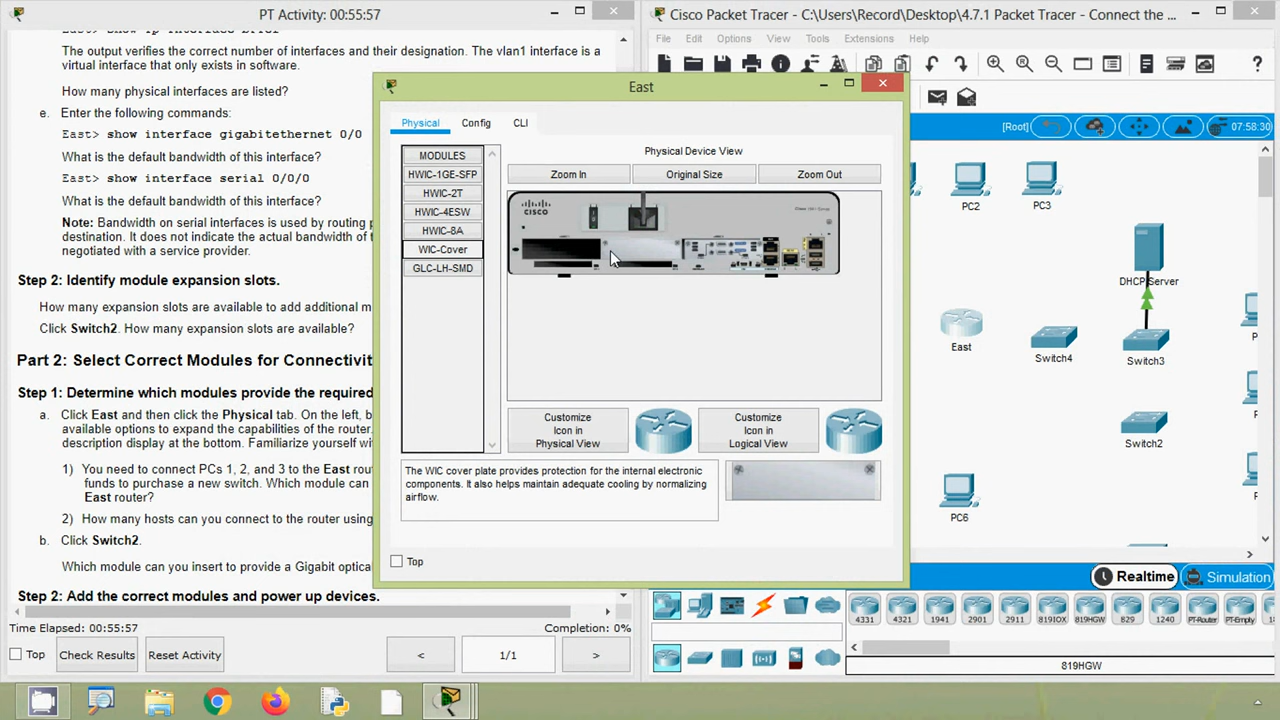 PT Activity: 00:55:57
The output verifies the correct number of interfaces and their designation. The vlan1 interface is a
virtual interface that only exists in software.
How many physical interfaces are listed?
e. Enter the following commands:
East> show interface gigabitethernet 0/0
What is the default bandwidth of this interface?
East> show interface serial 0/0/0
What is the default bandwidth of this interface?
Note: Bandwidth on serial interfaces is used by routing
destination. It does not indicate the actual bandwidth of
negotiated with a service provider.
Step 2: Identify module expansion slots.
How many expansion slots are available to add additional m
Click Switch2. How many expansion slots are available?
Part 2: Select Correct Modules for Connectivit
Step 1: Determine which modules provide the required
a. Click East and then click the Physical tab. On the left, b
available options to expand the capabilities of the router.
description display at the bottom. Familiarize yourself wi
1) You need to connect PCs 1, 2, and 3 to the East rou
funds to purchase a new switch. Which module can
East router?
2) How many hosts can you connect to the router using
b. Click Switch2.
Which module can you insert to provide a Gigabit optical
Step 2: Add the correct modules and power up devices.
Time Elapsed: 00:55:57
Completion: 0%
Top
Check Results
Reset Activity
<
1/1
>
East
Physical
Config
CLI
MODULES
HWIC-1GE-SFP
HWIC-2T
HWIC-4ESW
HWIC-8A
WIC-Cover
GLC-LH-SMD
Physical Device View
Zoom In
Original Size
Zoom Out
CISCO
Customize
Icon in
Physical View
Customize
Icon in
Logical View
The WIC cover plate provides protection for the internal electronic
components. It also helps maintain adequate cooling by normalizing
airflow.
Top
Cisco Packet Tracer - C:\Users\Record\Desktop\4.7.1 Packet Tracer - Connect the ...
File Edit Options View Tools Extensions Help
[Root]
07:58:30
PC2
PC3
DHCP Server
East
Switch4
Switch3
Switch2
PC6
Realtime
Simulation
4331 4321 1941 2901 2911 819IOX 819HGW 829 1240 PT-Router PT-Empty
819HGW